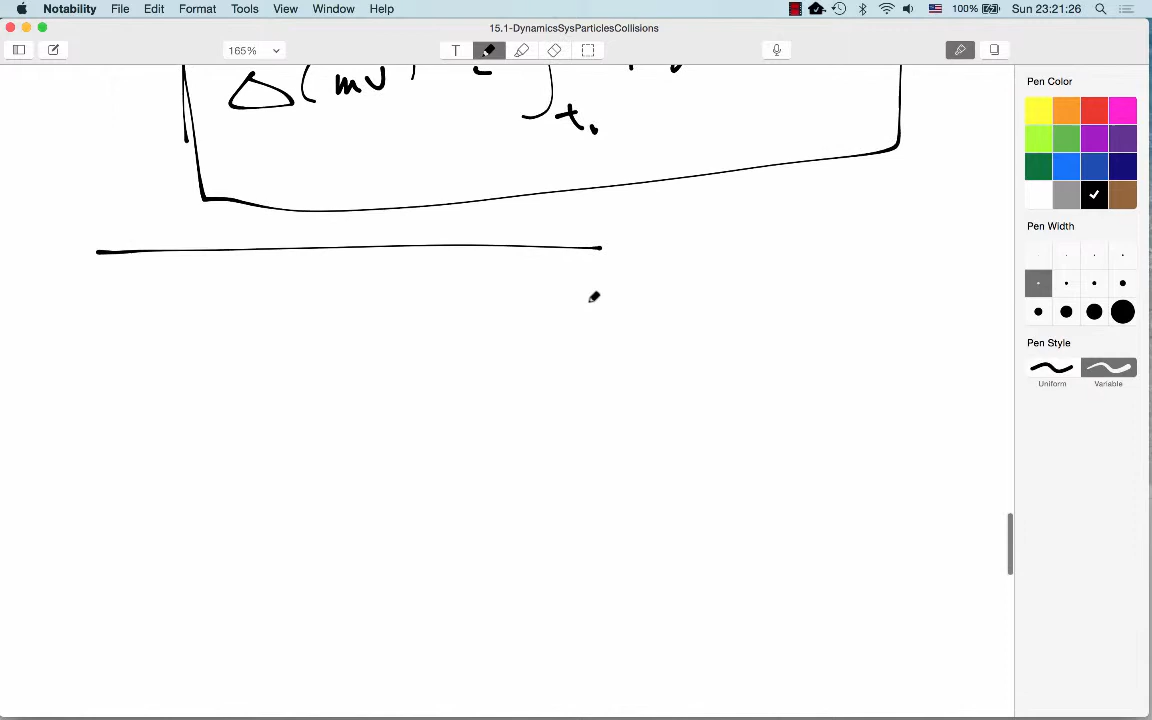 Notability File Edit Format Tools View Window Help 100% Sun 23:21:26
15.1-DynamicsSysParticlesCollisions
165% T
Pen Color
Δ(mv)
t₀
Pen Width
Pen Style
Uniform Variable